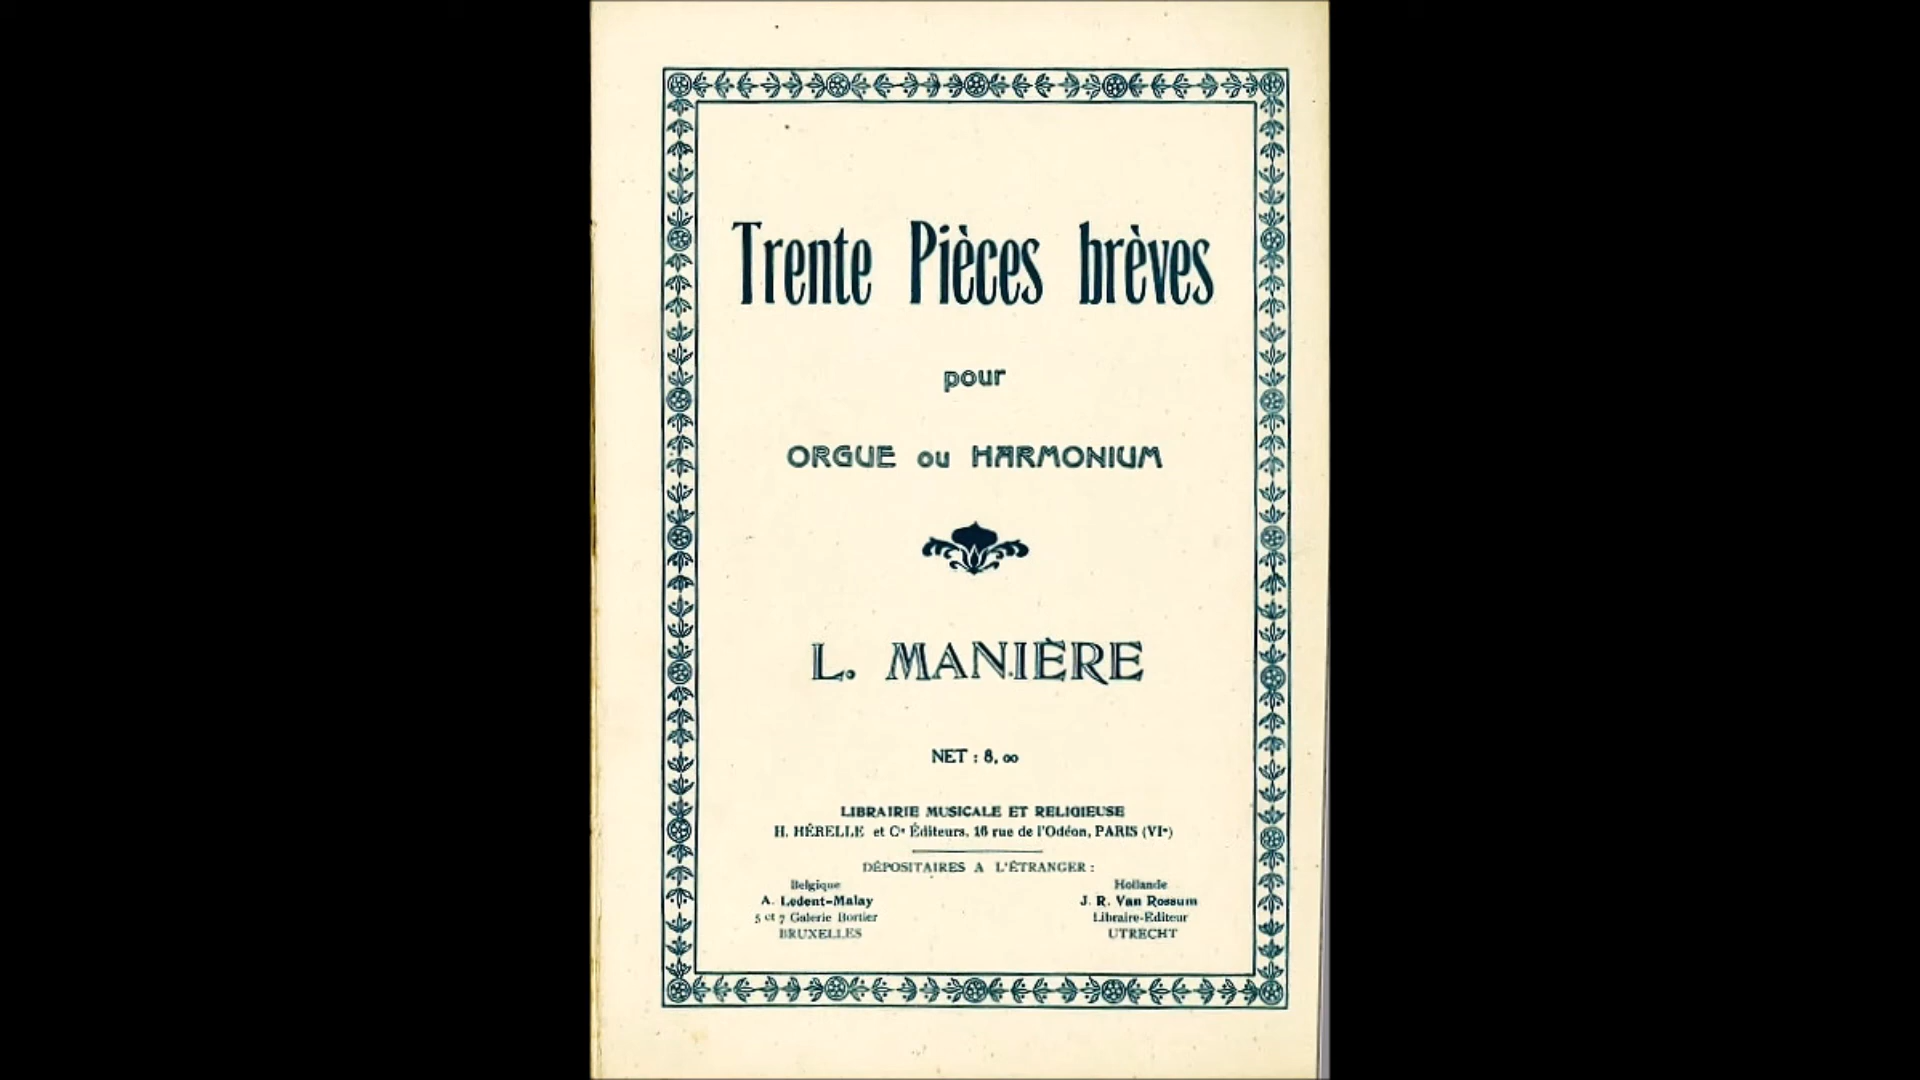 Trente Pièces brèves
pour
ORGUE ou HARMONIUM
L. MANIÈRE
NET : 8, 00
LIBRAIRIE MUSICALE ET RELIGIEUSE
H. HÉRELLE et Cie Éditeurs, 16 rue de l'Odéon, PARIS (VIe)
DÉPOSITAIRES A L'ÉTRANGER :
Belgique
A. Ledent-Malay
5 et 7 Galerie Bortier
BRUXELLES
Hollande
J. R. Van Rossum
Libraire-Editeur
UTRECHT